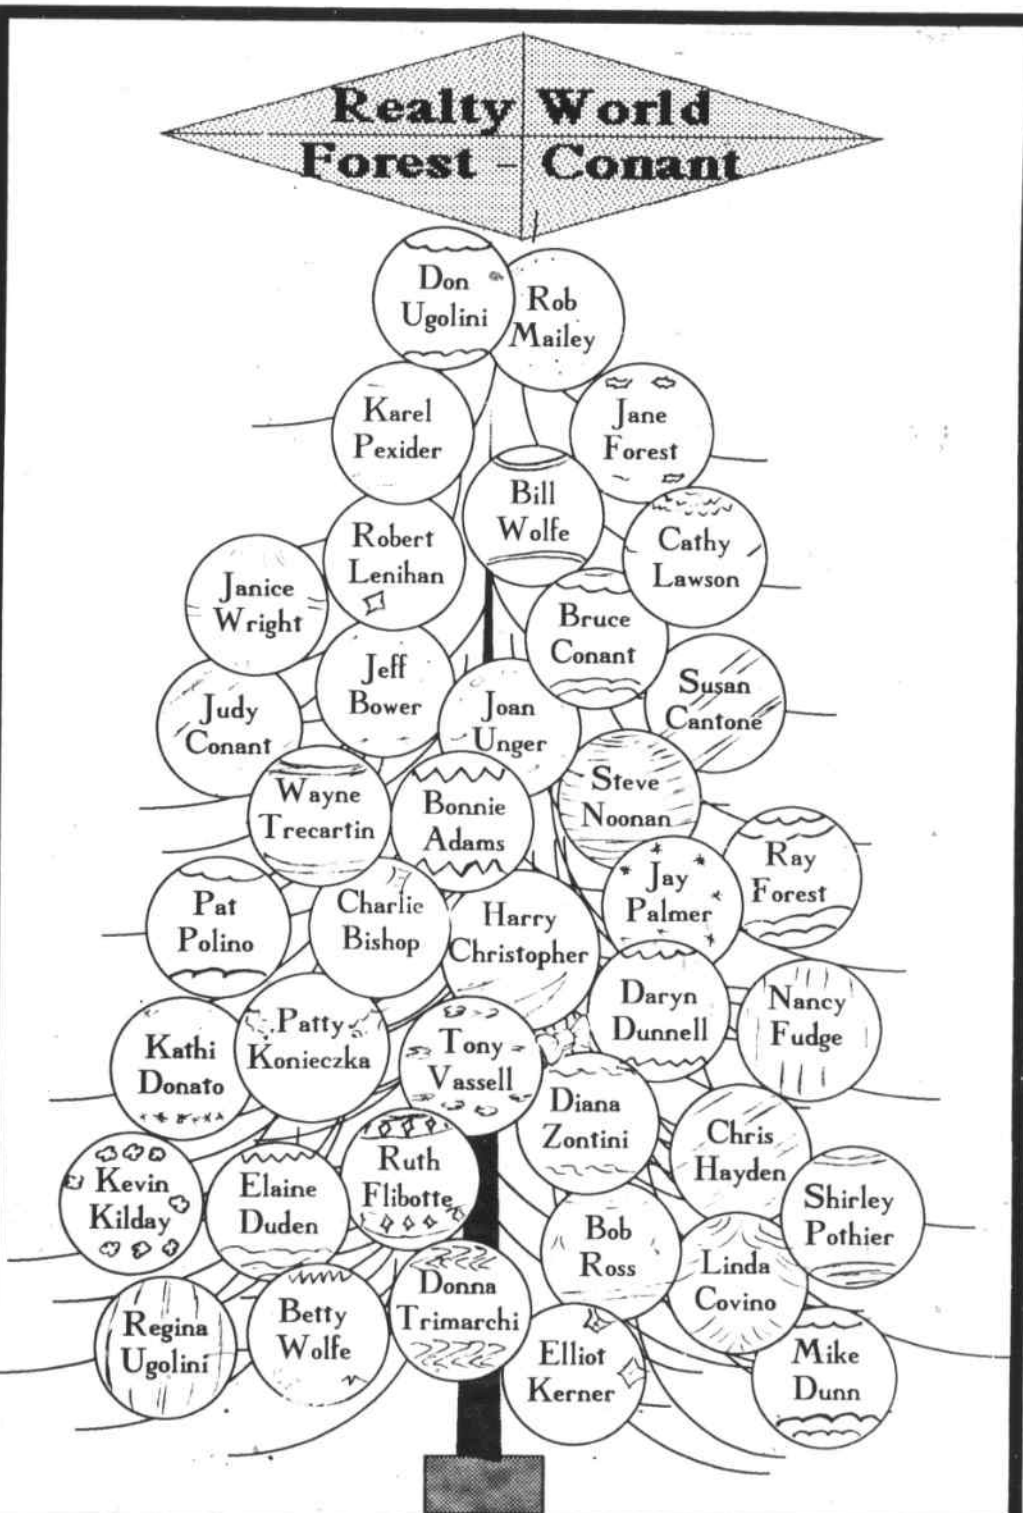 Realty World
Forest - Conant
Don
Ugolini
Rob
Mailey
Karel
Pexider
Jane
Forest
Bill
Wolfe
Robert
Lenihan
Cathy
Lawson
Janice
Wright
Bruce
Conant
Jeff
Bower
Susan
Cantone
Judy
Conant
Joan
Unger
Steve
Noonan
Wayne
Trecartin
Bonnie
Adams
Ray
Forest
Jay
Palmer
Pat
Polino
Charlie
Bishop
Harry
Christopher
Daryn
Dunnell
Nancy
Fudge
Kathi
Donato
Patty
Konieczka
Tony
Vassell
Diana
Zontini
Chris
Hayden
Kevin
Kilday
Elaine
Duden
Ruth
Flibotte
Shirley
Pothier
Bob
Ross
Linda
Covino
Regina
Ugolini
Betty
Wolfe
Donna
Trimarchi
Elliot
Kerner
Mike
Dunn